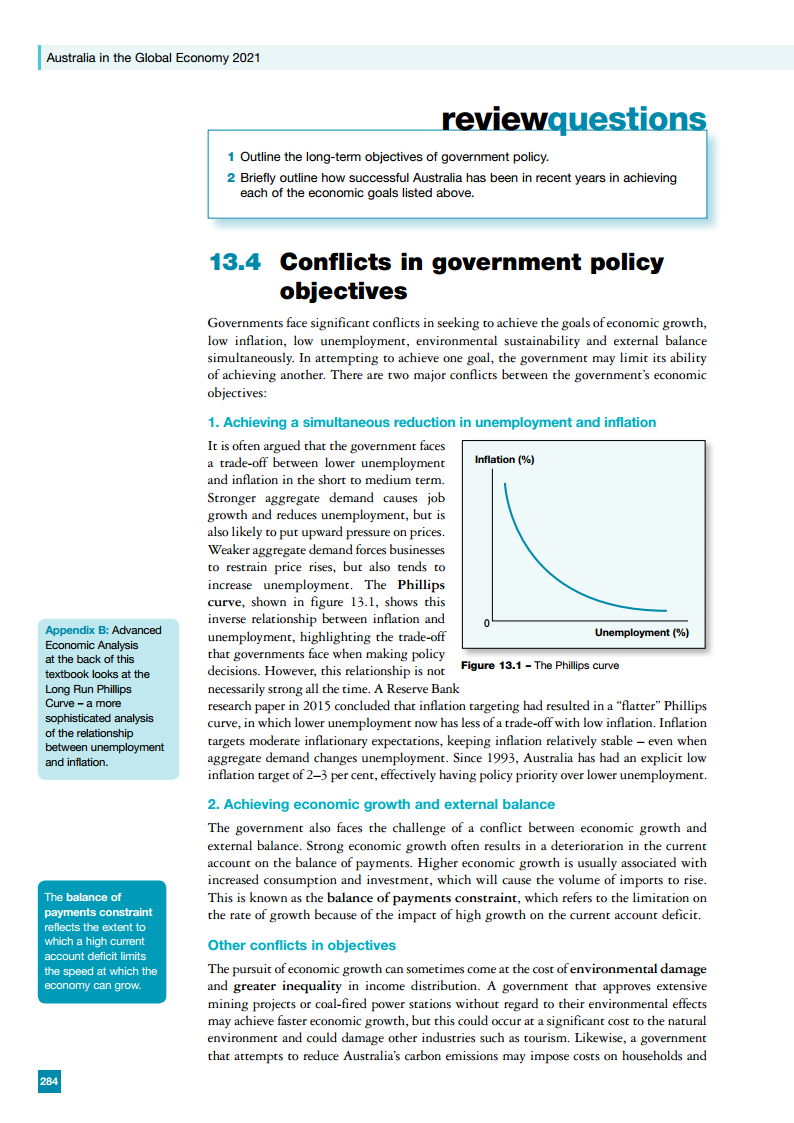 Australia in the Global Economy 2021
reviewquestions
1 Outline the long-term objectives of government policy.
2 Briefly outline how successful Australia has been in recent years in achieving
each of the economic goals listed above.
13.4 Conflicts in government policy
objectives
Governments face significant conflicts in seeking to achieve the goals of economic growth,
low inflation, low unemployment, environmental sustainability and external balance
simultaneously. In attempting to achieve one goal, the government may limit its ability
of achieving another. There are two major conflicts between the government's economic
objectives:
1. Achieving a simultaneous reduction in unemployment and inflation
It is often argued that the government faces
a trade-off between lower unemployment
and inflation in the short to medium term.
Stronger aggregate demand causes job
growth and reduces unemployment, but is
also likely to put upward pressure on prices.
Weaker aggregate demand forces businesses
to restrain price rises, but also tends to
increase unemployment. The Phillips
curve, shown in figure 13.1, shows this
inverse relationship between inflation and
unemployment, highlighting the trade-off
that governments face when making policy
decisions. However, this relationship is not
necessarily strong all the time. A Reserve Bank
research paper in 2015 concluded that inflation targeting had resulted in a “flatter” Phillips
curve, in which lower unemployment now has less of a trade-off with low inflation. Inflation
targets moderate inflationary expectations, keeping inflation relatively stable – even when
aggregate demand changes unemployment. Since 1993, Australia has had an explicit low
inflation target of 2–3 per cent, effectively having policy priority over lower unemployment.
Inflation (%)
0
Unemployment (%)
Figure 13.1 – The Phillips curve
Appendix B: Advanced
Economic Analysis
at the back of this
textbook looks at the
Long Run Phillips
Curve – a more
sophisticated analysis
of the relationship
between unemployment
and inflation.
2. Achieving economic growth and external balance
The government also faces the challenge of a conflict between economic growth and
external balance. Strong economic growth often results in a deterioration in the current
account on the balance of payments. Higher economic growth is usually associated with
increased consumption and investment, which will cause the volume of imports to rise.
This is known as the balance of payments constraint, which refers to the limitation on
the rate of growth because of the impact of high growth on the current account deficit.
The balance of
payments constraint
reflects the extent to
which a high current
account deficit limits
the speed at which the
economy can grow.
Other conflicts in objectives
The pursuit of economic growth can sometimes come at the cost of environmental damage
and greater inequality in income distribution. A government that approves extensive
mining projects or coal-fired power stations without regard to their environmental effects
may achieve faster economic growth, but this could occur at a significant cost to the natural
environment and could damage other industries such as tourism. Likewise, a government
that attempts to reduce Australia's carbon emissions may impose costs on households and
284